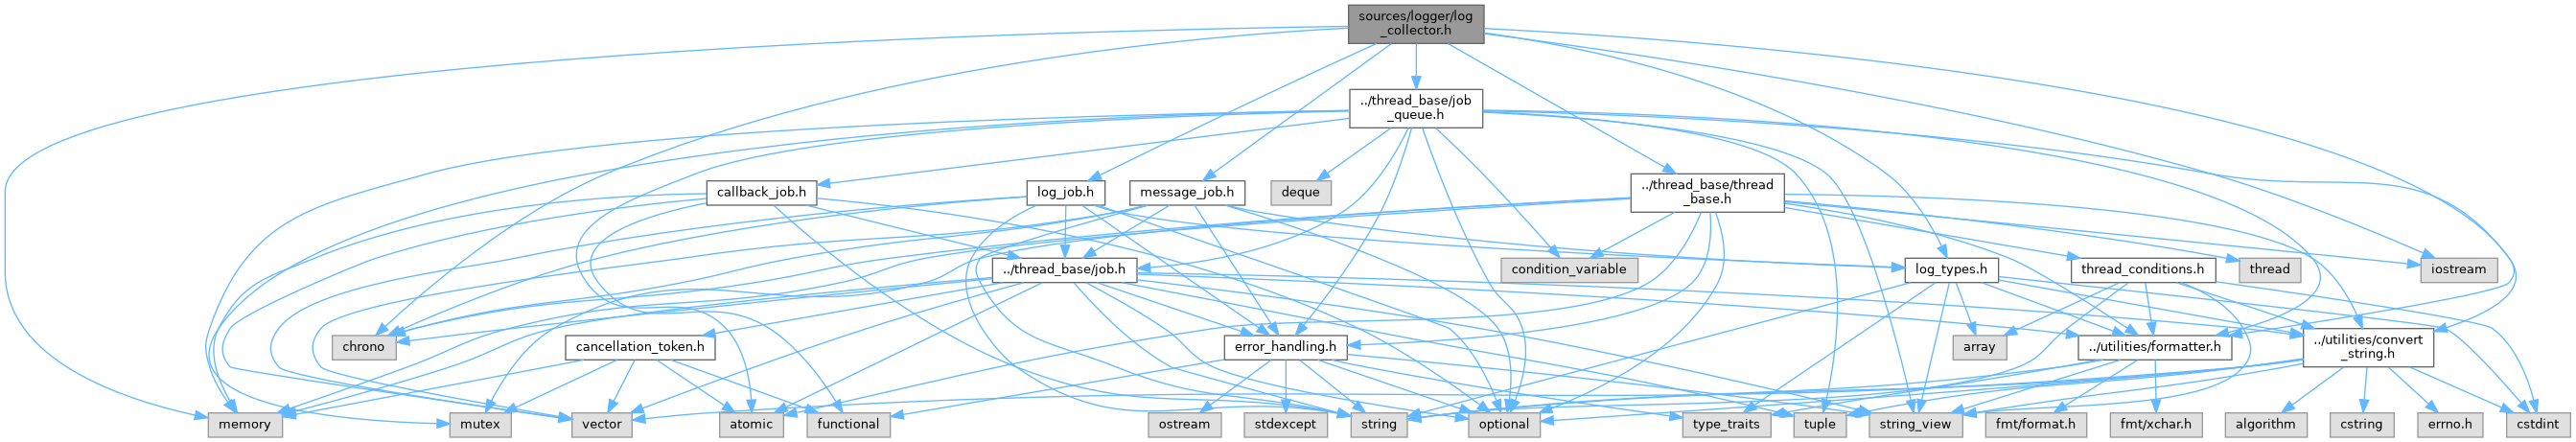 sources/logger/log
_collector.h
../thread_base/job
_queue.h
callback_job.h
log_job.h
message_job.h
deque
../thread_base/thread
_base.h
../thread_base/job.h
condition_variable
log_types.h
thread_conditions.h
thread
iostream
chrono
cancellation_token.h
error_handling.h
array
../utilities/formatter.h
../utilities/convert
_string.h
memory
mutex
vector
atomic
functional
ostream
stdexcept
string
optional
type_traits
tuple
string_view
fmt/format.h
fmt/xchar.h
algorithm
cstring
errno.h
cstdint